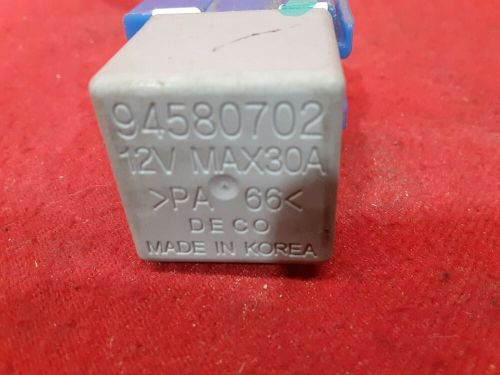 94580702
12V MAX30A
>PA 66<
DECO
MADE IN KOREA